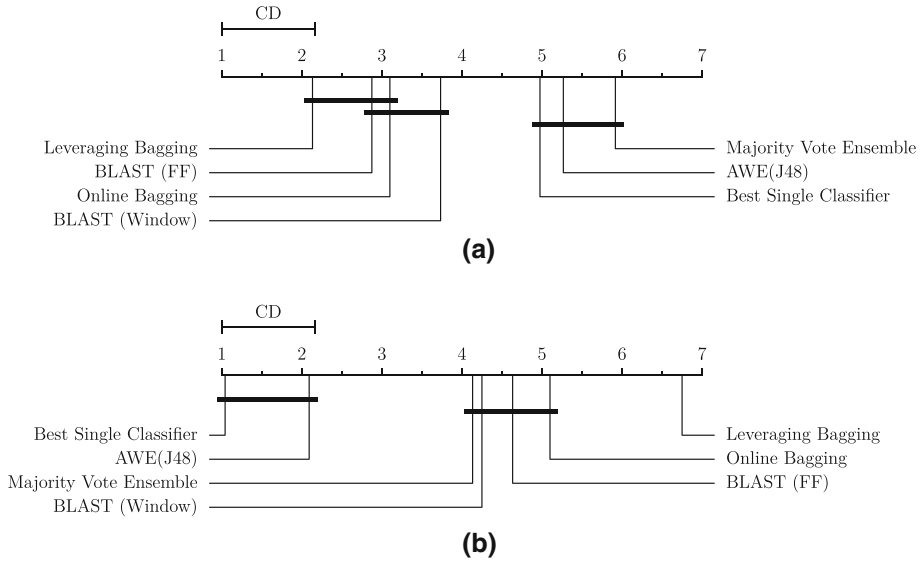 CD
1 2 3 4 5 6 7
Leveraging Bagging
BLAST (FF)
Online Bagging
BLAST (Window)
Majority Vote Ensemble
AWE(J48)
Best Single Classifier
(a)
CD
1 2 3 4 5 6 7
Best Single Classifier
AWE(J48)
Majority Vote Ensemble
BLAST (Window)
Leveraging Bagging
Online Bagging
BLAST (FF)
(b)